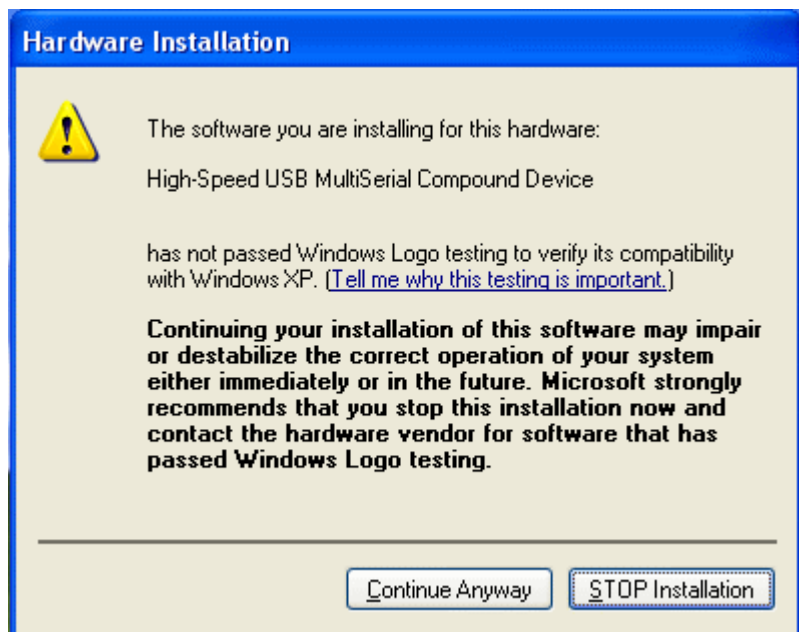 Hardware Installation
The software you are installing for this hardware:
High-Speed USB MultiSerial Compound Device
has not passed Windows Logo testing to verify its compatibility
with Windows XP. (Tell me why this testing is important.)
Continuing your installation of this software may impair
or destabilize the correct operation of your system
either immediately or in the future. Microsoft strongly
recommends that you stop this installation now and
contact the hardware vendor for software that has
passed Windows Logo testing.
Continue Anyway
STOP Installation